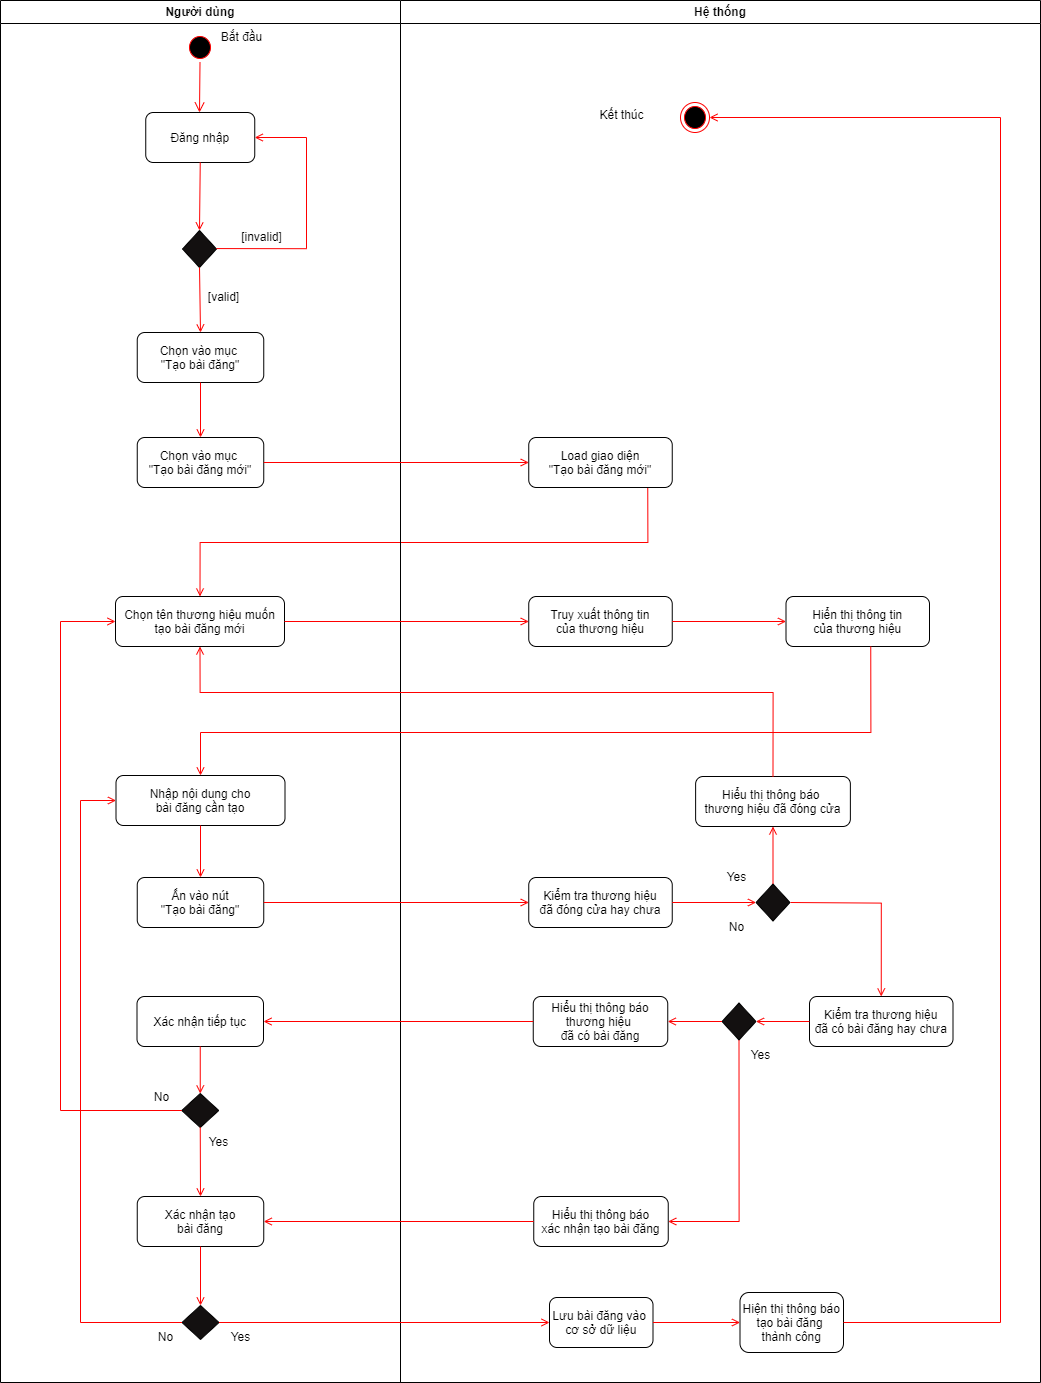 Người dùng
Hệ thống
Bắt đầu
Kết thúc
Đăng nhập
[invalid]
[valid]
Chọn vào mục
"Tạo bài đăng"
Chọn vào mục
"Tạo bài đăng mới"
Load giao diện
"Tạo bài đăng mới"
Chọn tên thương hiệu muốn
tạo bài đăng mới
Truy xuất thông tin
của thương hiệu
Hiển thị thông tin
của thương hiệu
Nhập nội dung cho
bài đăng cần tạo
Hiểu thị thông báo
thương hiệu đã đóng cửa
Ấn vào nút
"Tạo bài đăng"
Kiểm tra thương hiệu
đã đóng cửa hay chưa
Yes
No
Xác nhận tiếp tục
Hiểu thị thông báo
thương hiệu
đã có bài đăng
Kiểm tra thương hiệu
đã có bài đăng hay chưa
Yes
No
Yes
Xác nhận tạo
bài đăng
Hiểu thị thông báo
xác nhận tạo bài đăng
No
Yes
Lưu bài đăng vào
cơ sở dữ liệu
Hiện thị thông báo
tạo bài đăng
thành công